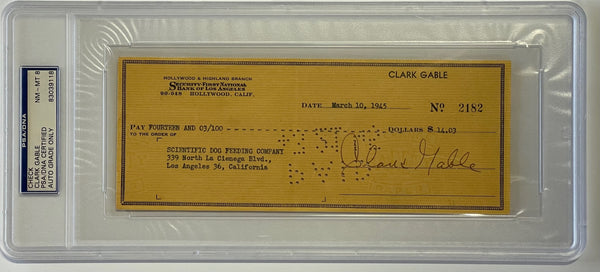 PSA/DNA
NM - MT 8
83039118
CHECK
CLARK GABLE
PSA/DNA CERTIFIED
AUTO GRADE ONLY
CLARK GABLE
HOLLYWOOD & HIGHLAND BRANCH
SECURITY-FIRST NATIONAL
BANK OF LOS ANGELES
90-548 HOLLYWOOD, CALIF.
DATE March 10, 1945 No 2182
PAY FOURTEEN AND 03/100 DOLLARS $ 14.03
TO THE ORDER OF
SCIENTIFIC DOG FEEDING COMPANY
339 North La Cienega Blvd.,
Los Angeles 36, California
Clark Gable